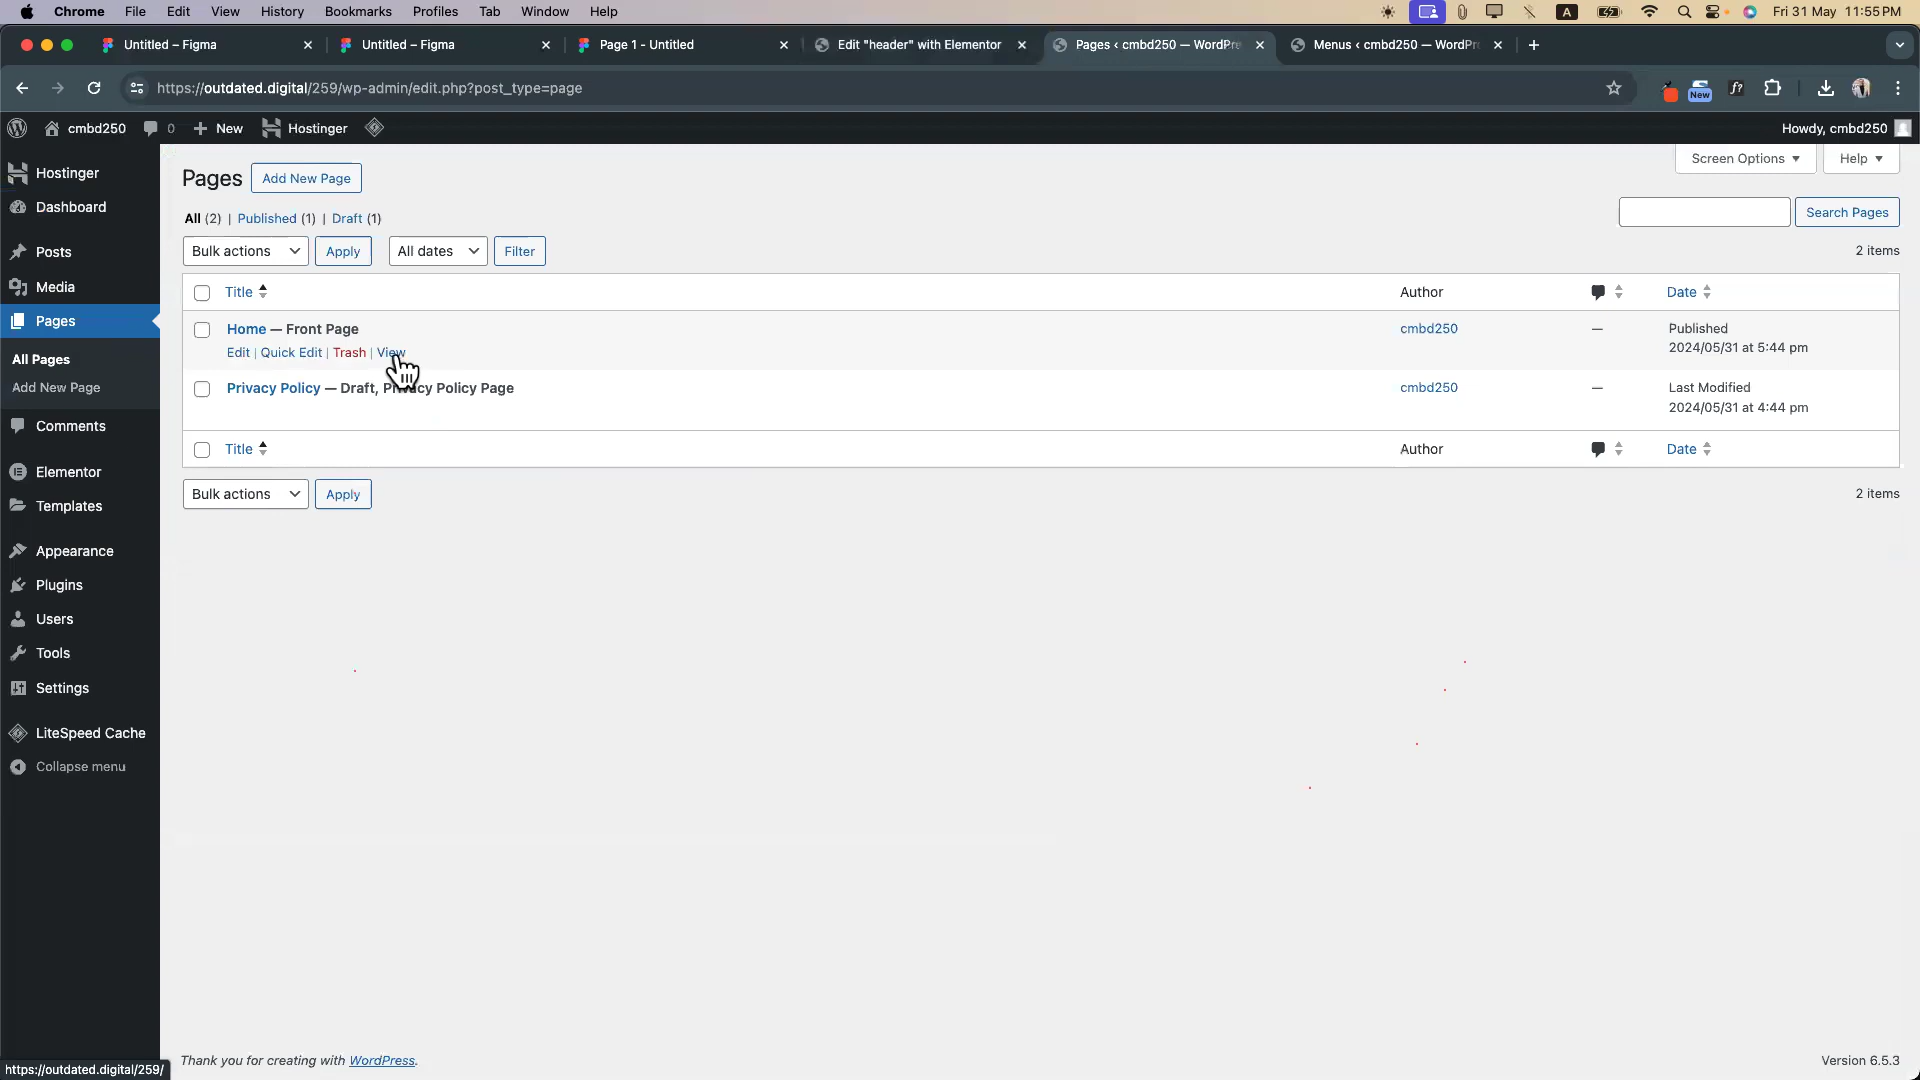 Chrome File Edit View History Bookmarks Profiles Tab Window Help A Fri 31 May 11:55 PM
Untitled – Figma Untitled – Figma Page 1 - Untitled Edit "header" with Elementor Pages ‹ cmbd250 — WordPre Menus ‹ cmbd250 — WordPr
https://outdated.digital/259/wp-admin/edit.php?post_type=page New f?
cmbd250 0 New Hostinger Howdy, cmbd250
Screen Options Help
Hostinger
Pages Add New Page
Dashboard
All (2) | Published (1) | Draft (1) Search Pages
Posts
Bulk actions Apply All dates Filter 2 items
Media
Title Author Date
Pages
Home — Front Page cmbd250 — Published
Edit | Quick Edit | Trash | View 2024/05/31 at 5:44 pm
All Pages
Add New Page
Privacy Policy — Draft, Privacy Policy Page cmbd250 — Last Modified
2024/05/31 at 4:44 pm
Comments
Title Author Date
Elementor
Bulk actions Apply 2 items
Templates
Appearance
Plugins
Users
Tools
Settings
LiteSpeed Cache
Collapse menu
Thank you for creating with WordPress. Version 6.5.3
https://outdated.digital/259/